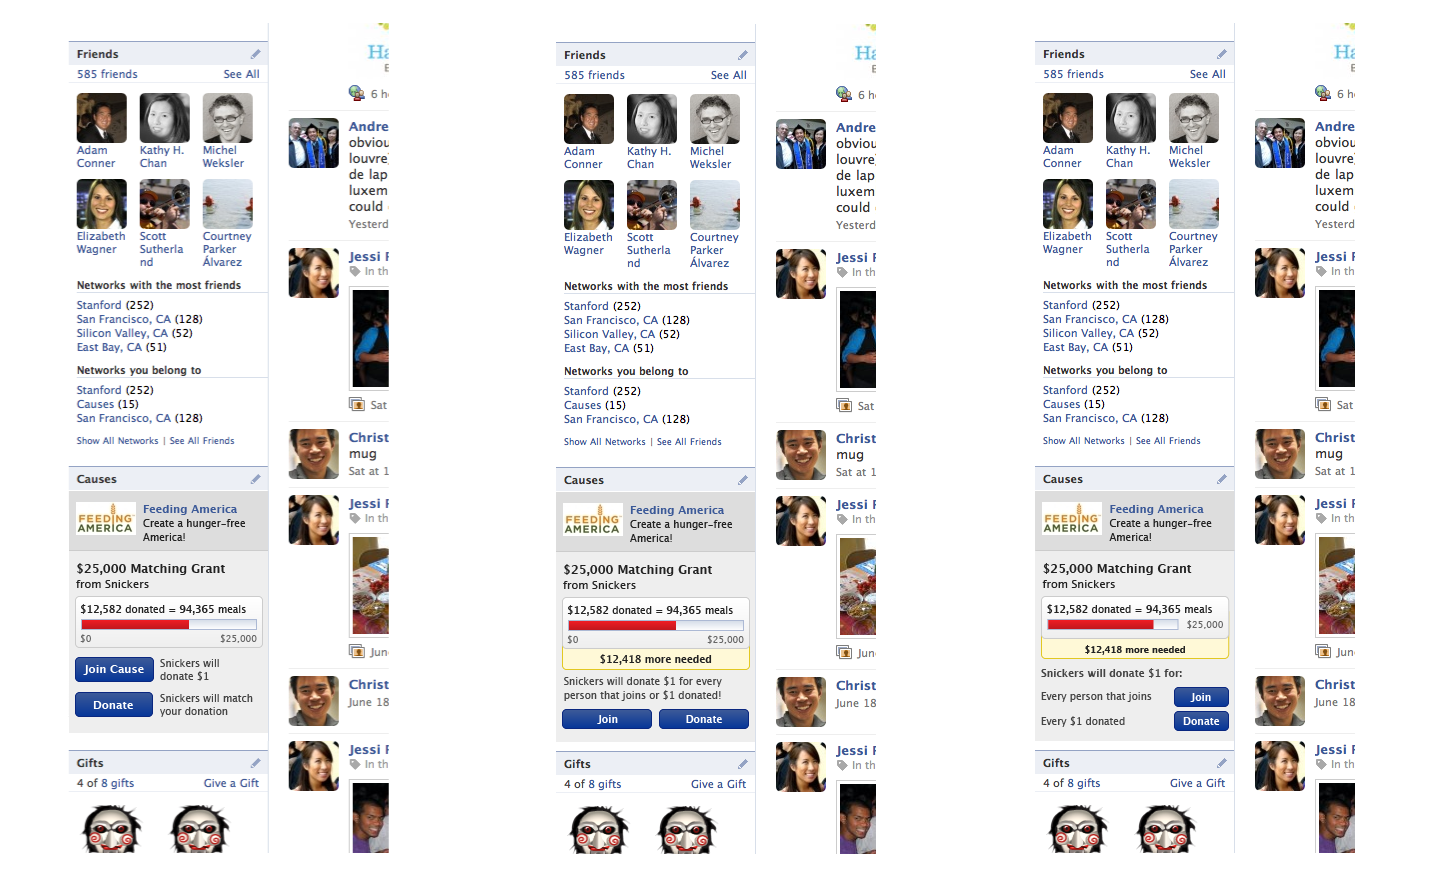 Friends
585 friends See All
Adam
Conner
Kathy H.
Chan
Michel
Weksler
Elizabeth
Wagner
Scott
Sutherla
nd
Courtney
Parker
Álvarez
Networks with the most friends
Stanford (252)
San Francisco, CA (128)
Silicon Valley, CA (52)
East Bay, CA (51)
Networks you belong to
Stanford (252)
Causes (15)
San Francisco, CA (128)
Show All Networks | See All Friends
Causes
FEEDING
AMERICA
Feeding America
Create a hunger-free
America!
$25,000 Matching Grant
from Snickers
$12,582 donated = 94,365 meals
$0 $25,000
Join Cause
Snickers will
donate $1
Donate
Snickers will match
your donation
Gifts
4 of 8 gifts Give a Gift
Ha
E
6 h
Andre
obviou
louvre)
de lap
luxem
could
Yesterd
Jessi F
In th
Sat
Christ
mug
Sat at 1
Jessi F
In th
June
Christ
June 18
Jessi F
In th
Friends
585 friends See All
Adam
Conner
Kathy H.
Chan
Michel
Weksler
Elizabeth
Wagner
Scott
Sutherla
nd
Courtney
Parker
Álvarez
Networks with the most friends
Stanford (252)
San Francisco, CA (128)
Silicon Valley, CA (52)
East Bay, CA (51)
Networks you belong to
Stanford (252)
Causes (15)
San Francisco, CA (128)
Show All Networks | See All Friends
Causes
FEEDING
AMERICA
Feeding America
Create a hunger-free
America!
$25,000 Matching Grant
from Snickers
$12,582 donated = 94,365 meals
$0 $25,000
$12,418 more needed
Snickers will donate $1 for every
person that joins or $1 donated!
Join Donate
Gifts
4 of 8 gifts Give a Gift
Ha
E
6 h
Andre
obviou
louvre)
de lap
luxem
could
Yesterd
Jessi F
In th
Sat
Christ
mug
Sat at 1
Jessi F
In th
Jun
Christ
June 18
Jessi F
In th
Friends
585 friends See All
Adam
Conner
Kathy H.
Chan
Michel
Weksler
Elizabeth
Wagner
Scott
Sutherla
nd
Courtney
Parker
Álvarez
Networks with the most friends
Stanford (252)
San Francisco, CA (128)
Silicon Valley, CA (52)
East Bay, CA (51)
Networks you belong to
Stanford (252)
Causes (15)
San Francisco, CA (128)
Show All Networks | See All Friends
Causes
FEEDING
AMERICA
Feeding America
Create a hunger-free
America!
$25,000 Matching Grant
from Snickers
$12,582 donated = 94,365 meals
$25,000
$12,418 more needed
Snickers will donate $1 for:
Every person that joins Join
Every $1 donated Donate
Gifts
4 of 8 gifts Give a Gift
Ha
E
6 h
Andre
obviou
louvre)
de lap
luxem
could
Yesterd
Jessi F
In th
Sat
Christ
mug
Sat at 1
Jessi F
In th
Jun
Christ
June 18
Jessi F
In th